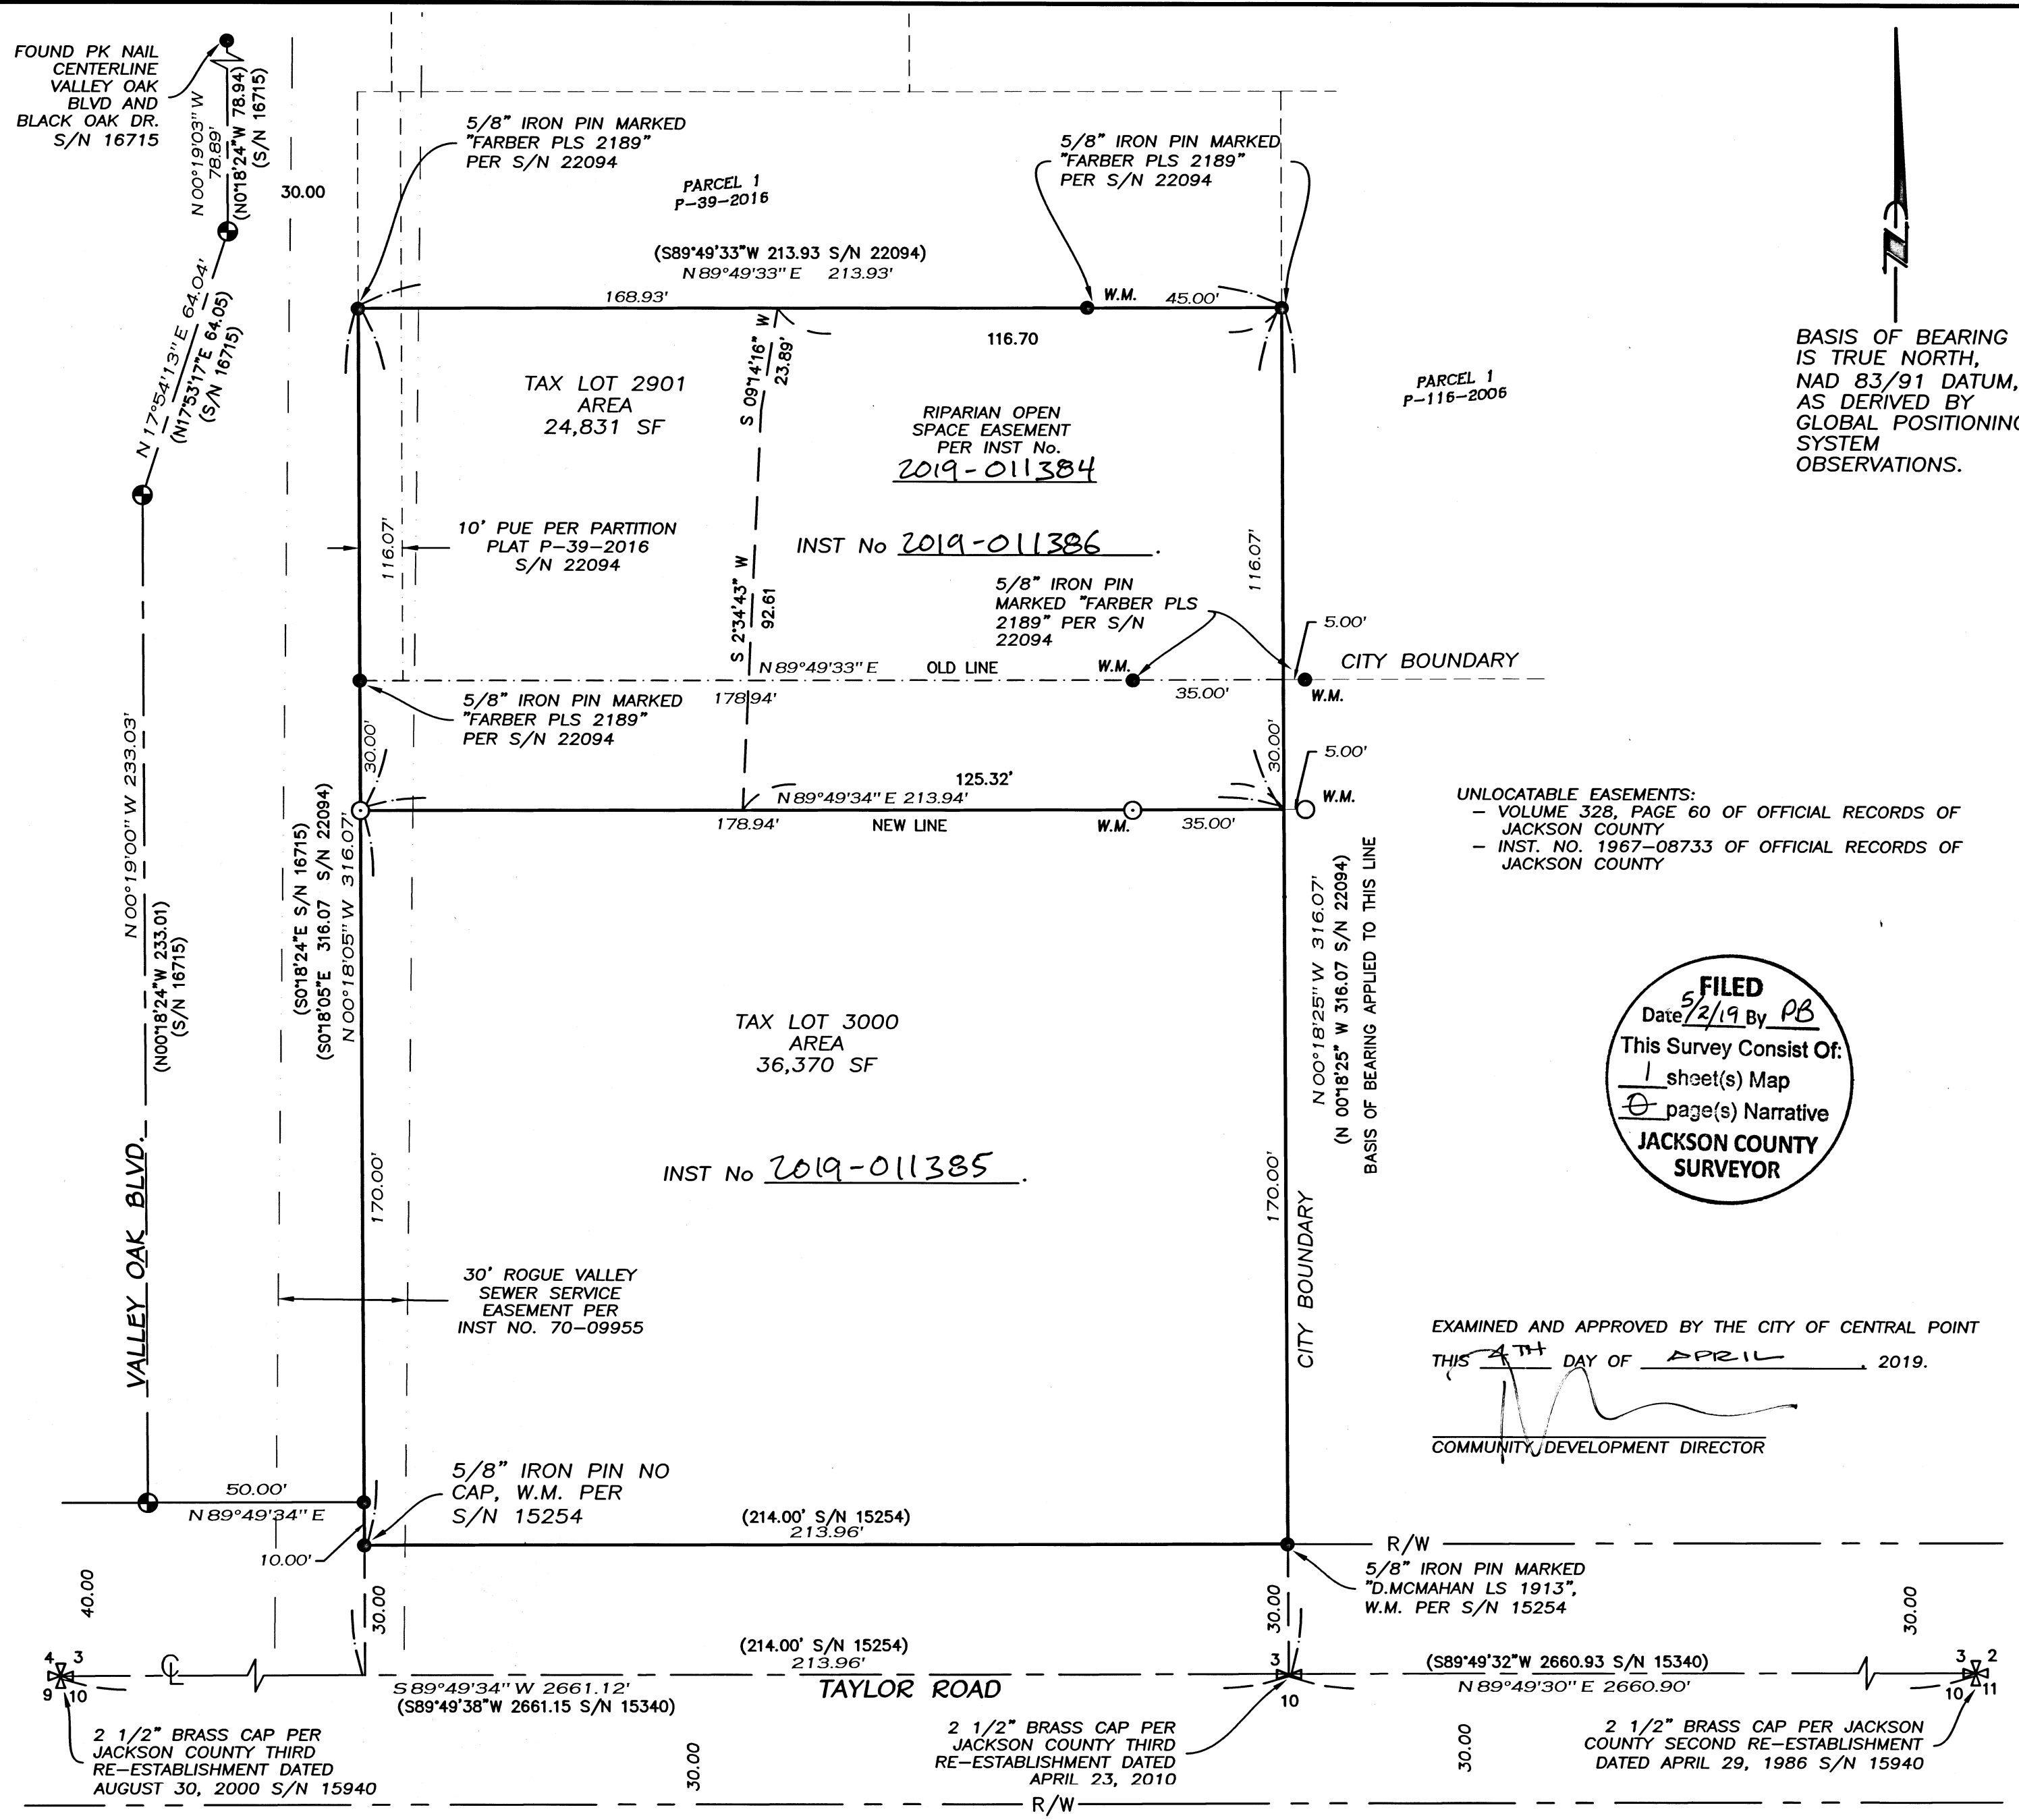 FOUND PK NAIL
CENTERLINE
VALLEY OAK
BLVD AND
BLACK OAK DR.
S/N 16715
N 00°19'03" W
78.89'
(N0°18'24"W 78.94)
(S/N 16715)
30.00
N 17°54'13" E 64.04'
(N17°53'17"E 64.05)
(S/N 16715)
N 00°19'00" W 233.03'
(N00°18'24"W 233.01)
(S/N 16715)
VALLEY OAK BLVD.
5/8" IRON PIN MARKED
"FARBER PLS 2189"
PER S/N 22094
PARCEL 1
P-39-2016
5/8" IRON PIN MARKED
"FARBER PLS 2189"
PER S/N 22094
(S89°49'33"W 213.93 S/N 22094)
N 89°49'33" E 213.93'
168.93'
W.M.
45.00'
116.70
S 09°14'16" W
23.89'
TAX LOT 2901
AREA
24,831 SF
RIPARIAN OPEN
SPACE EASEMENT
PER INST No.
2019-011384
PARCEL 1
P-116-2006
BASIS OF BEARING
IS TRUE NORTH,
NAD 83/91 DATUM,
AS DERIVED BY
GLOBAL POSITIONING
SYSTEM
OBSERVATIONS.
116.07'
10' PUE PER PARTITION
PLAT P-39-2016
S/N 22094
INST No 2019-011386.
116.07'
S 2°34'43" W
92.61
5/8" IRON PIN
MARKED "FARBER PLS
2189" PER S/N
22094
5.00'
CITY BOUNDARY
N 89°49'33" E OLD LINE W.M.
178.94'
35.00'
W.M.
5/8" IRON PIN MARKED
"FARBER PLS 2189"
PER S/N 22094
30.00'
30.00'
5.00'
125.32'
N 89°49'34" E 213.94'
W.M.
178.94'
NEW LINE
W.M.
35.00'
UNLOCATABLE EASEMENTS:
- VOLUME 328, PAGE 60 OF OFFICIAL RECORDS OF
JACKSON COUNTY
- INST. NO. 1967-08733 OF OFFICIAL RECORDS OF
JACKSON COUNTY
(S0°18'24"E S/N 16715)
(S0°18'05"E 316.07 S/N 22094)
N 00°18'05" W 316.07'
N 00°18'25" W 316.07'
(N 00°18'25" W 316.07 S/N 22094)
BASIS OF BEARING APPLIED TO THIS LINE
TAX LOT 3000
AREA
36,370 SF
FILED
Date 5/2/19 By PB
This Survey Consist Of:
1 sheet(s) Map
0 page(s) Narrative
JACKSON COUNTY
SURVEYOR
INST No 2019-011385.
170.00'
170.00'
CITY BOUNDARY
30' ROGUE VALLEY
SEWER SERVICE
EASEMENT PER
INST NO. 70-09955
EXAMINED AND APPROVED BY THE CITY OF CENTRAL POINT
THIS 4TH DAY OF APRIL, 2019.
COMMUNITY DEVELOPMENT DIRECTOR
5/8" IRON PIN NO
CAP, W.M. PER
S/N 15254
50.00'
N 89°49'34" E
10.00'
(214.00' S/N 15254)
213.96'
R/W
5/8" IRON PIN MARKED
"D.MCMAHAN LS 1913",
W.M. PER S/N 15254
40.00
30.00
30.00
30.00
(214.00' S/N 15254)
213.96'
4 3
9 10
℄
S 89°49'34" W 2661.12'
(S89°49'38"W 2661.15 S/N 15340)
TAYLOR ROAD
3
10
(S89°49'32"W 2660.93 S/N 15340)
N 89°49'30" E 2660.90'
3 2
10 11
2 1/2" BRASS CAP PER
JACKSON COUNTY THIRD
RE-ESTABLISHMENT DATED
AUGUST 30, 2000 S/N 15940
30.00
2 1/2" BRASS CAP PER
JACKSON COUNTY THIRD
RE-ESTABLISHMENT DATED
APRIL 23, 2010
30.00
2 1/2" BRASS CAP PER JACKSON
COUNTY SECOND RE-ESTABLISHMENT
DATED APRIL 29, 1986 S/N 15940
R/W